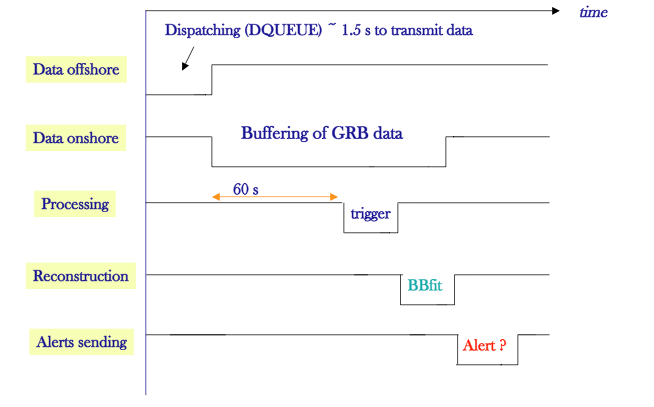 time
Dispatching (DQUEUE) ~ 1.5 s to transmit data
Data offshore
Data onshore
Buffering of GRB data
60 s
Processing
trigger
Reconstruction
BBfit
Alerts sending
Alert ?